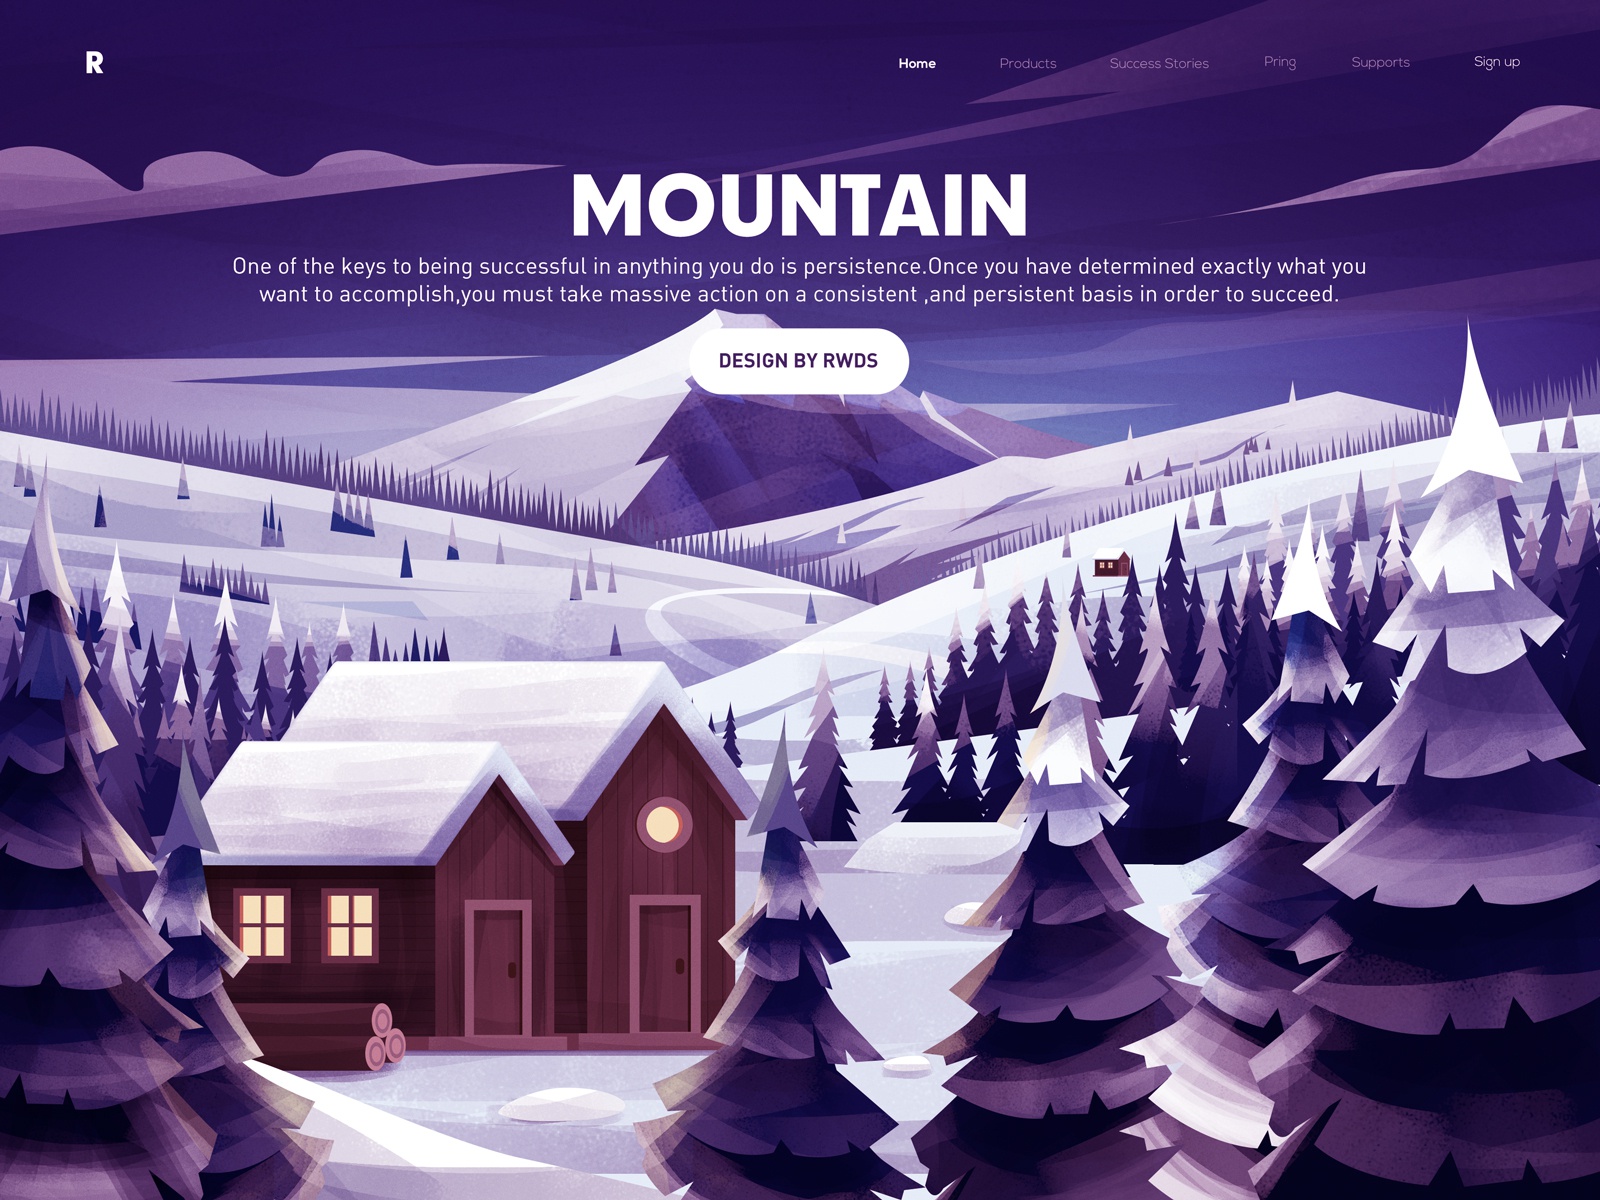 R
Home Products Success Stories Pring Supports Sign up
MOUNTAIN
One of the keys to being successful in anything you do is persistence.Once you have determined exactly what you
want to accomplish,you must take massive action on a consistent ,and persistent basis in order to succeed.
DESIGN BY RWDS